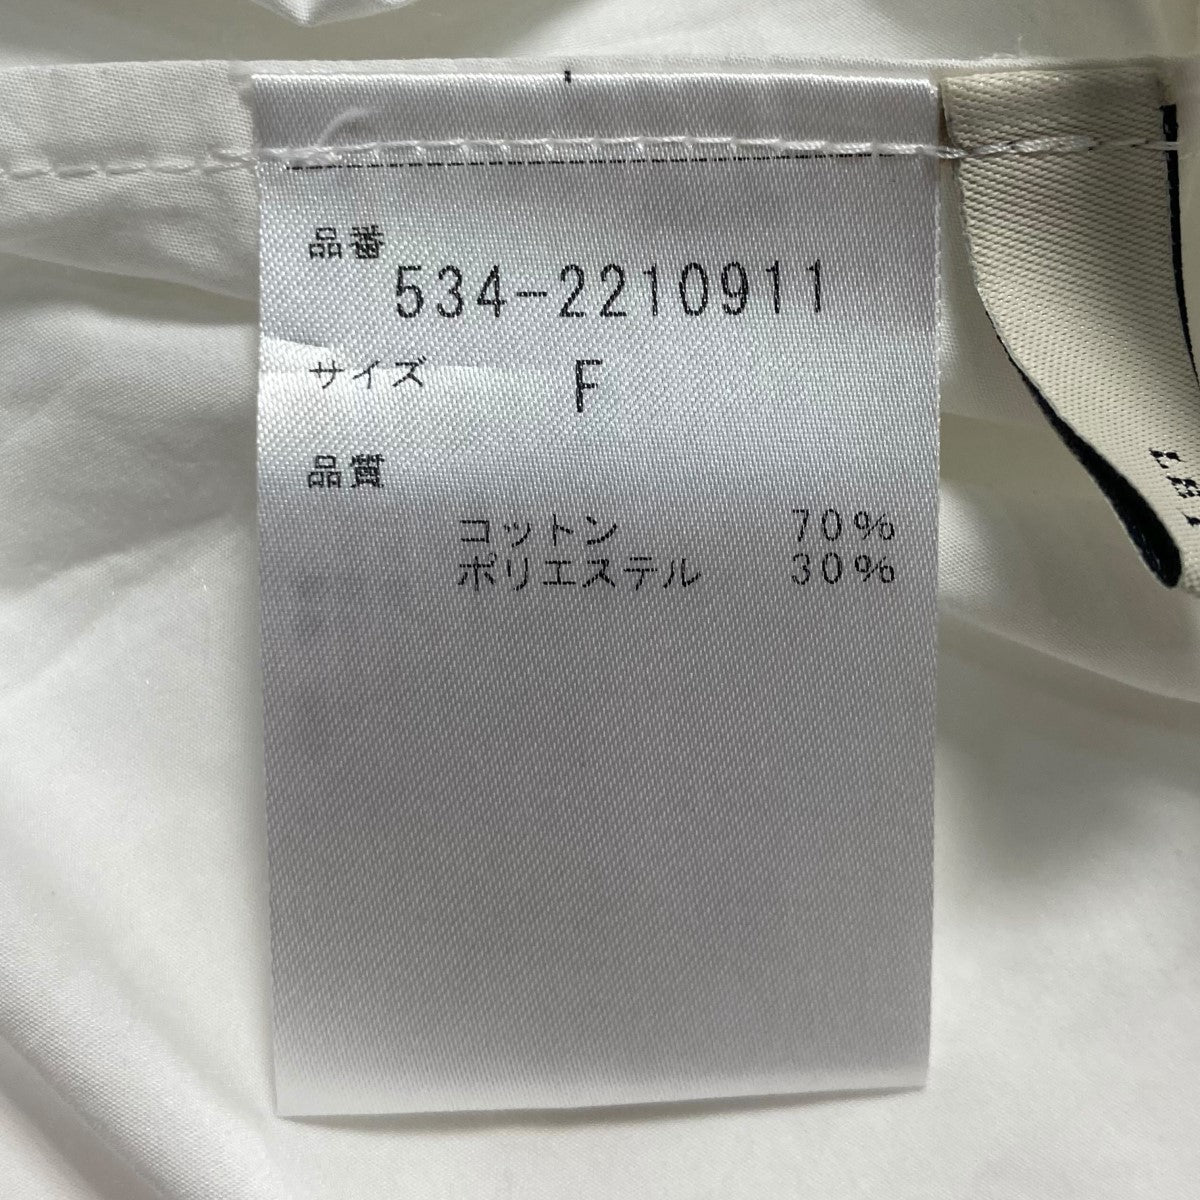 品番
534-2210911
サイズ F
品質
コットン 70%
ポリエステル 30%